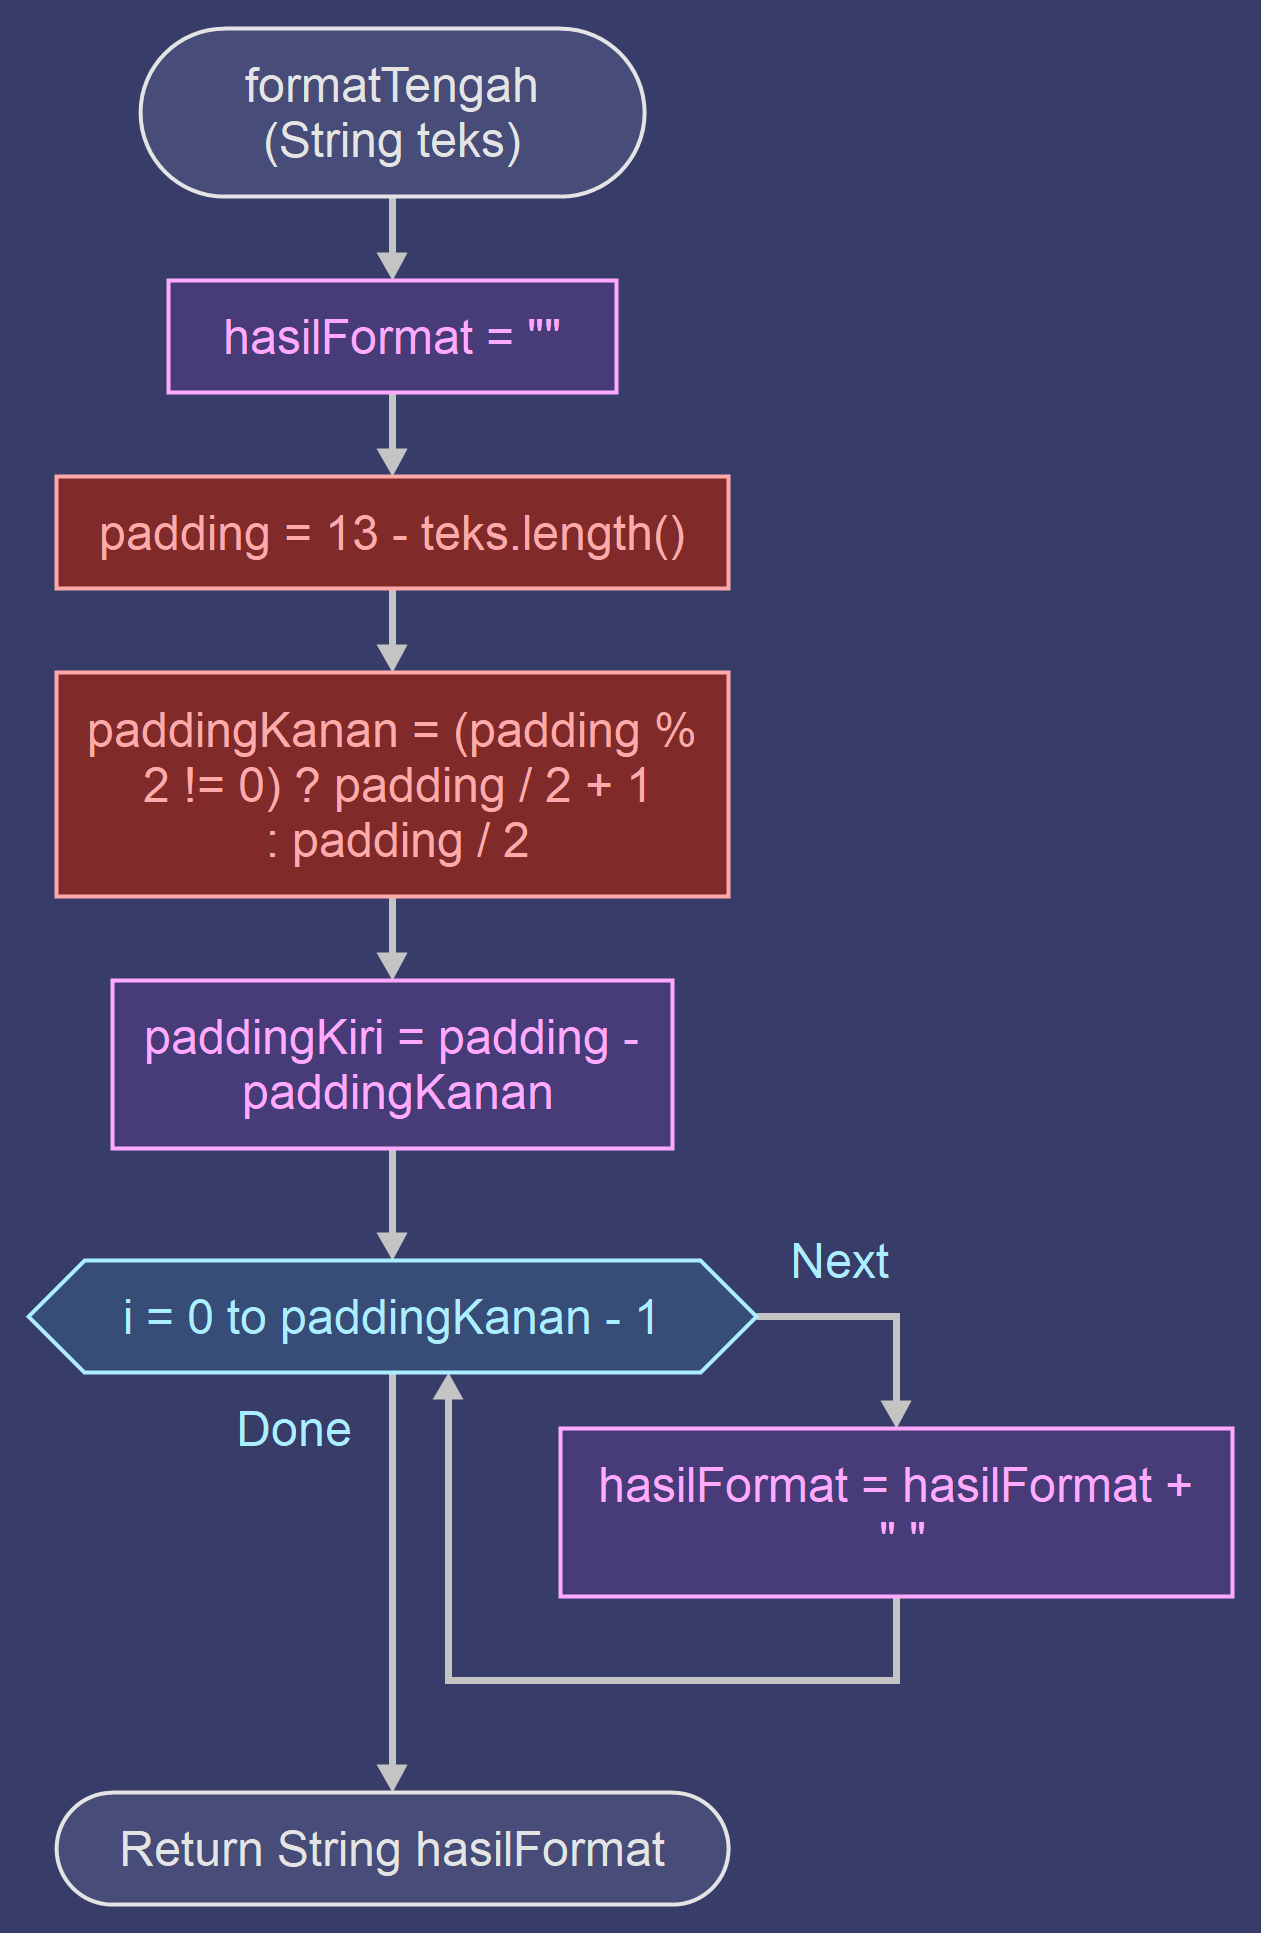 formatTengah
(String teks)
hasilFormat = ""
padding = 13 - teks.length()
paddingKanan = (padding %
2 != 0) ? padding / 2 + 1
: padding / 2
paddingKiri = padding -
paddingKanan
i = 0 to paddingKanan - 1
Next
Done
hasilFormat = hasilFormat +
" "
Return String hasilFormat